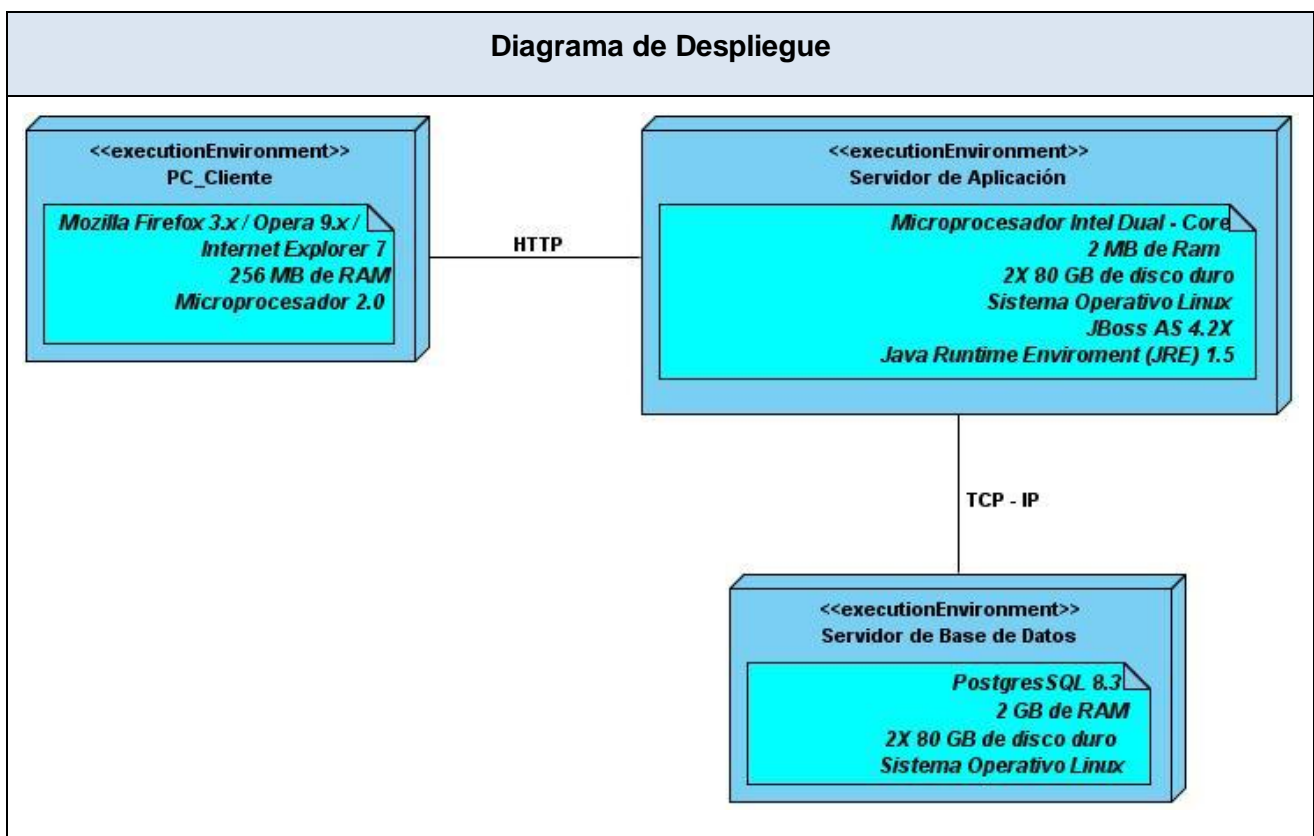 Diagrama de Despliegue
<<executionEnvironment>>
PC_Cliente
Mozilla Firefox 3.x / Opera 9.x /
Internet Explorer 7
256 MB de RAM
Microprocesador 2.0
HTTP
<<executionEnvironment>>
Servidor de Aplicación
Microprocesador Intel Dual - Core
2 MB de Ram
2X 80 GB de disco duro
Sistema Operativo Linux
JBoss AS 4.2X
Java Runtime Enviroment (JRE) 1.5
TCP - IP
<<executionEnvironment>>
Servidor de Base de Datos
PostgresSQL 8.3
2 GB de RAM
2X 80 GB de disco duro
Sistema Operativo Linux